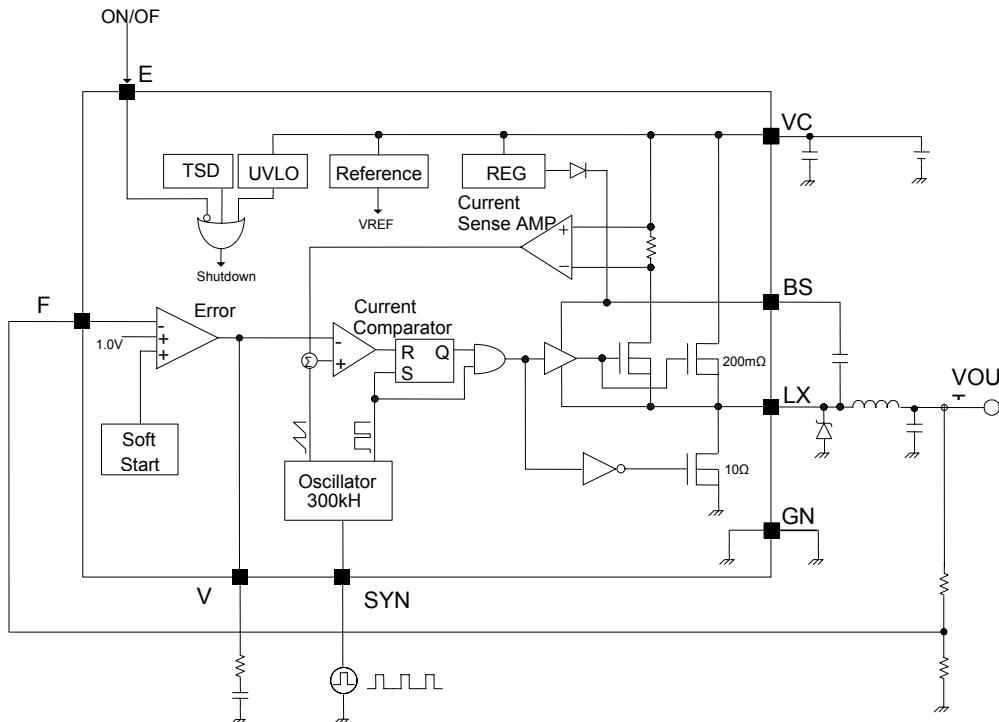 ON/OF
E
VC
TSD
UVLO
Reference
REG
VREF
Current
Sense AMP
+
−
Shutdown
BS
F
Error
-
+
+
1.0V
Current
Comparator
-
+
Σ
R Q
S
200mΩ
LX
VOU
Soft
Start
Oscillator
300kH
10Ω
GN
V
SYN